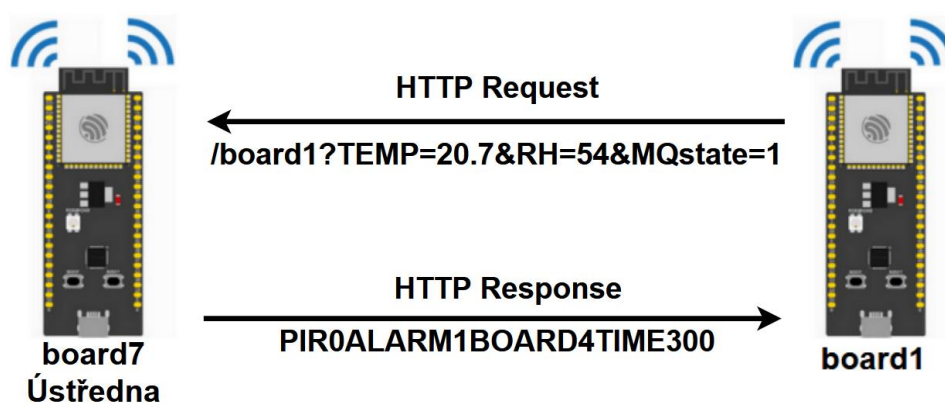 HTTP Request
/board1?TEMP=20.7&RH=54&MQstate=1
HTTP Response
PIR0ALARM1BOARD4TIME300
board7
Ústředna
board1